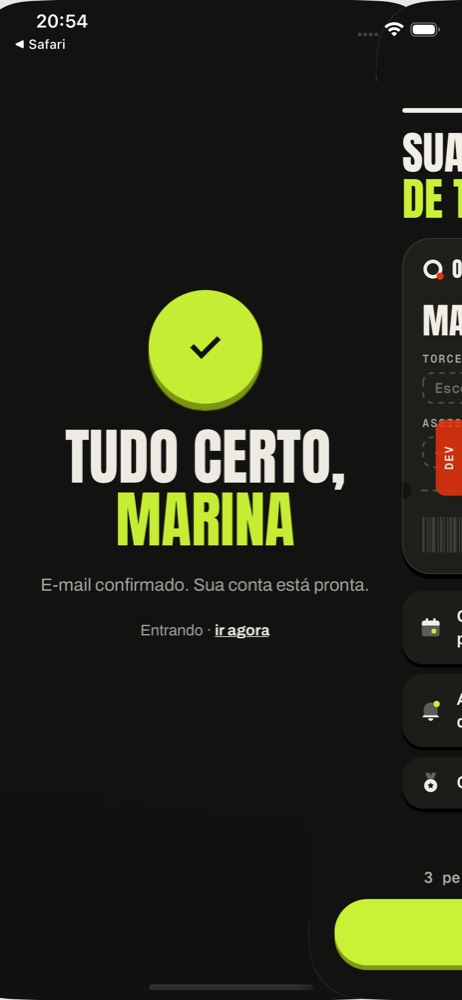 20:54
◀ Safari
TUDO CERTO,
MARINA
E-mail confirmado. Sua conta está pronta.
Entrando · ir agora
SUA
DE
MA
TORCE
Esc
DEV
3 pe